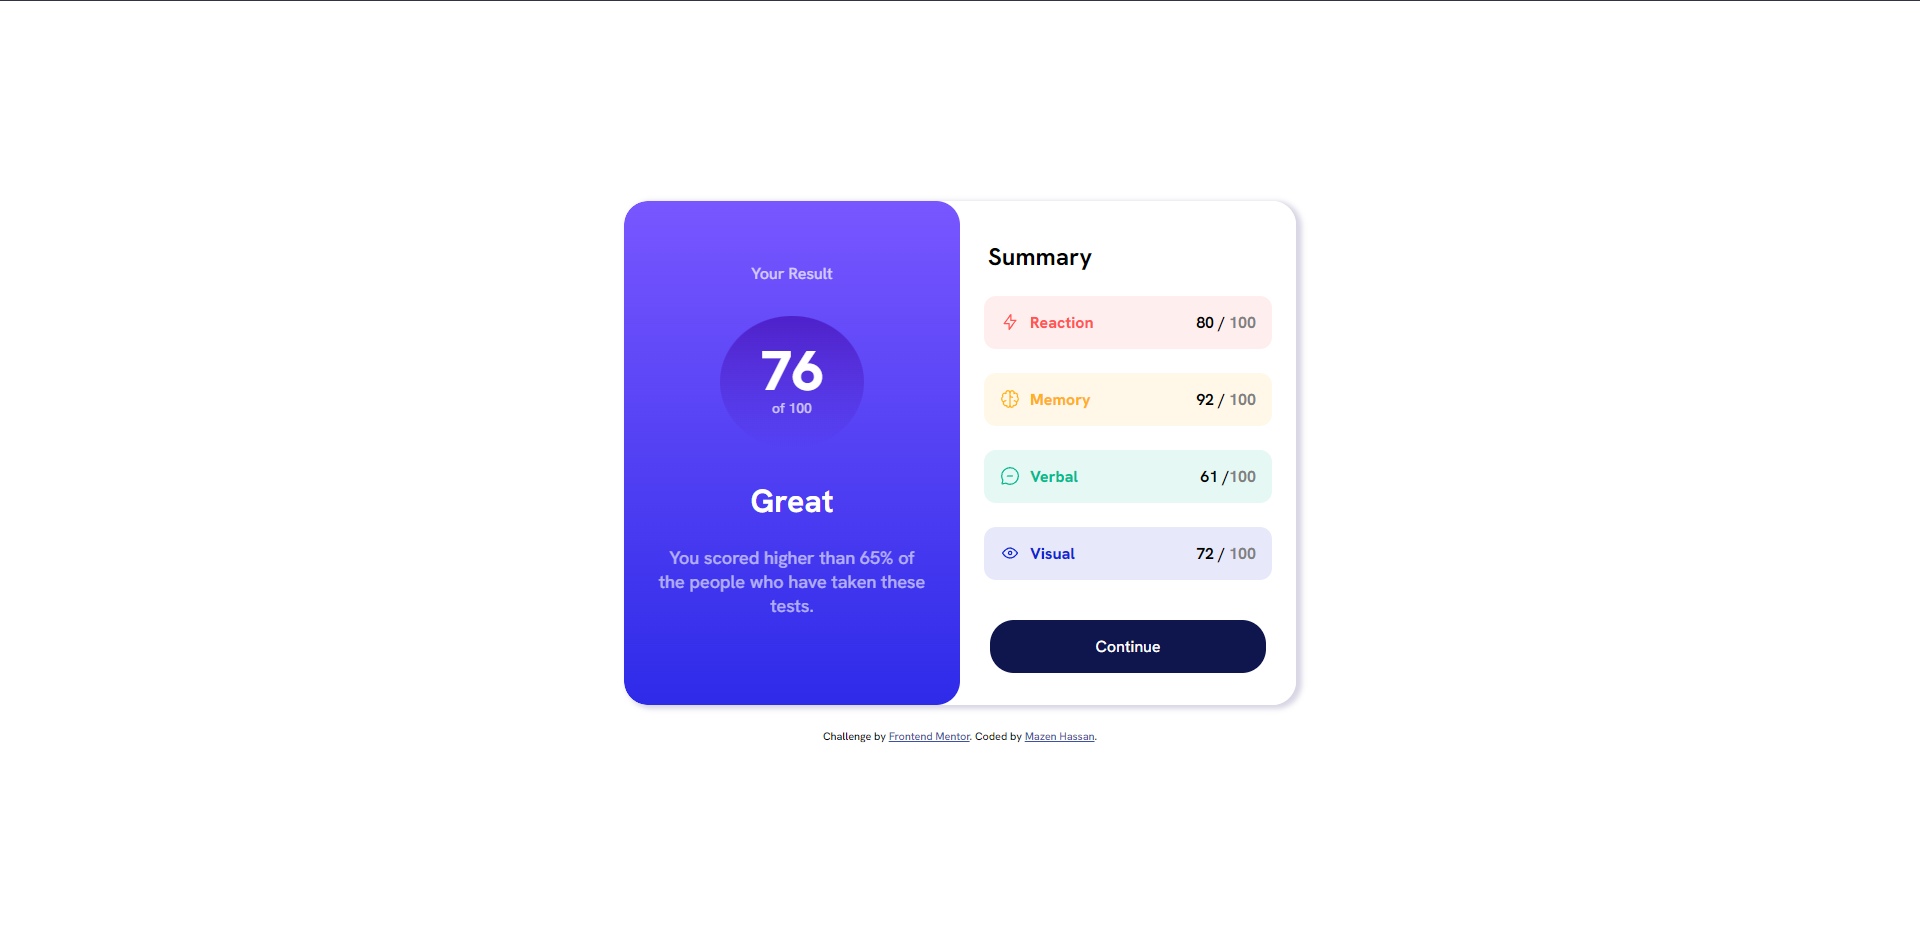 Your Result
76
of 100
Great
You scored higher than 65% of
the people who have taken these
tests.
Summary
Reaction 80 / 100
Memory 92 / 100
Verbal 61 /100
Visual 72 / 100
Continue
Challenge by Frontend Mentor. Coded by Mazen Hassan.